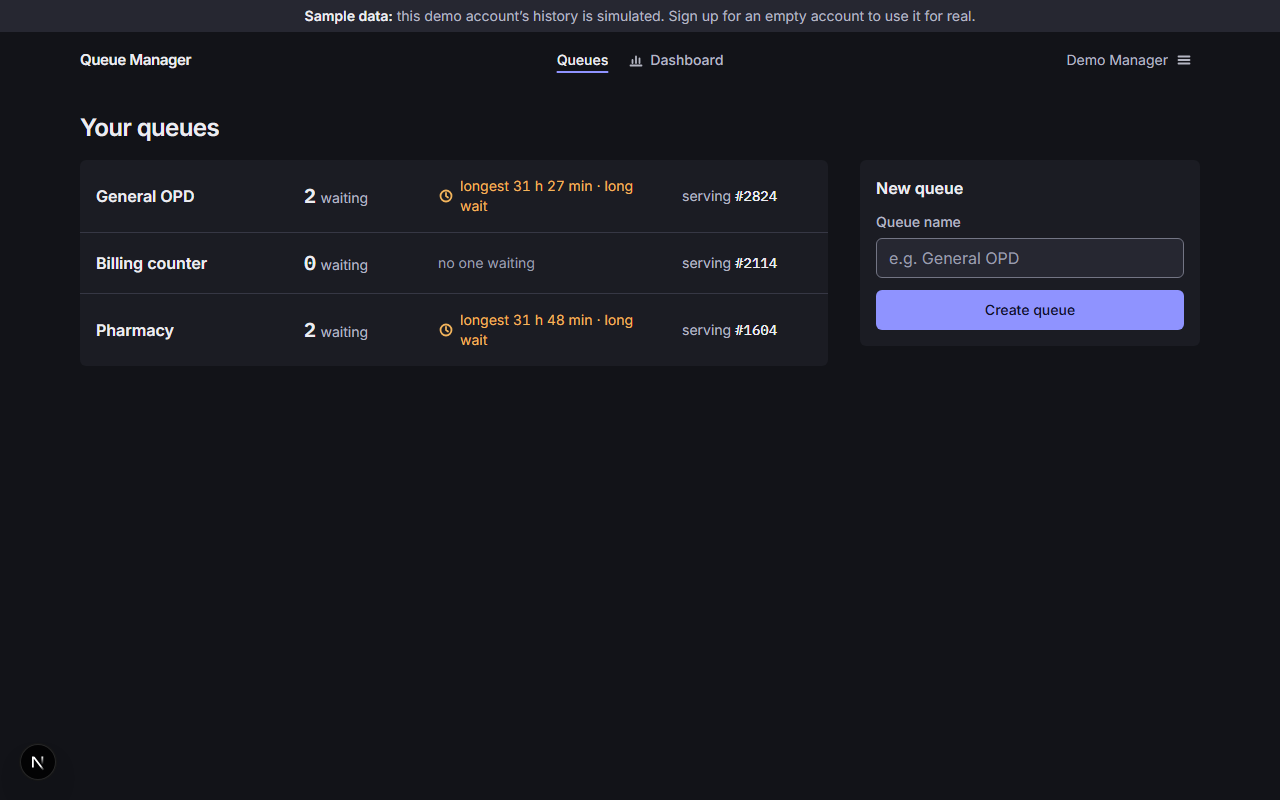 Sample data: this demo account’s history is simulated. Sign up for an empty account to use it for real.
Queue Manager
Queues
Dashboard
Demo Manager
Your queues
General OPD
2 waiting
longest 31 h 27 min · long
wait
serving #2824
Billing counter
0 waiting
no one waiting
serving #2114
Pharmacy
2 waiting
longest 31 h 48 min · long
wait
serving #1604
New queue
Queue name
e.g. General OPD
Create queue
N